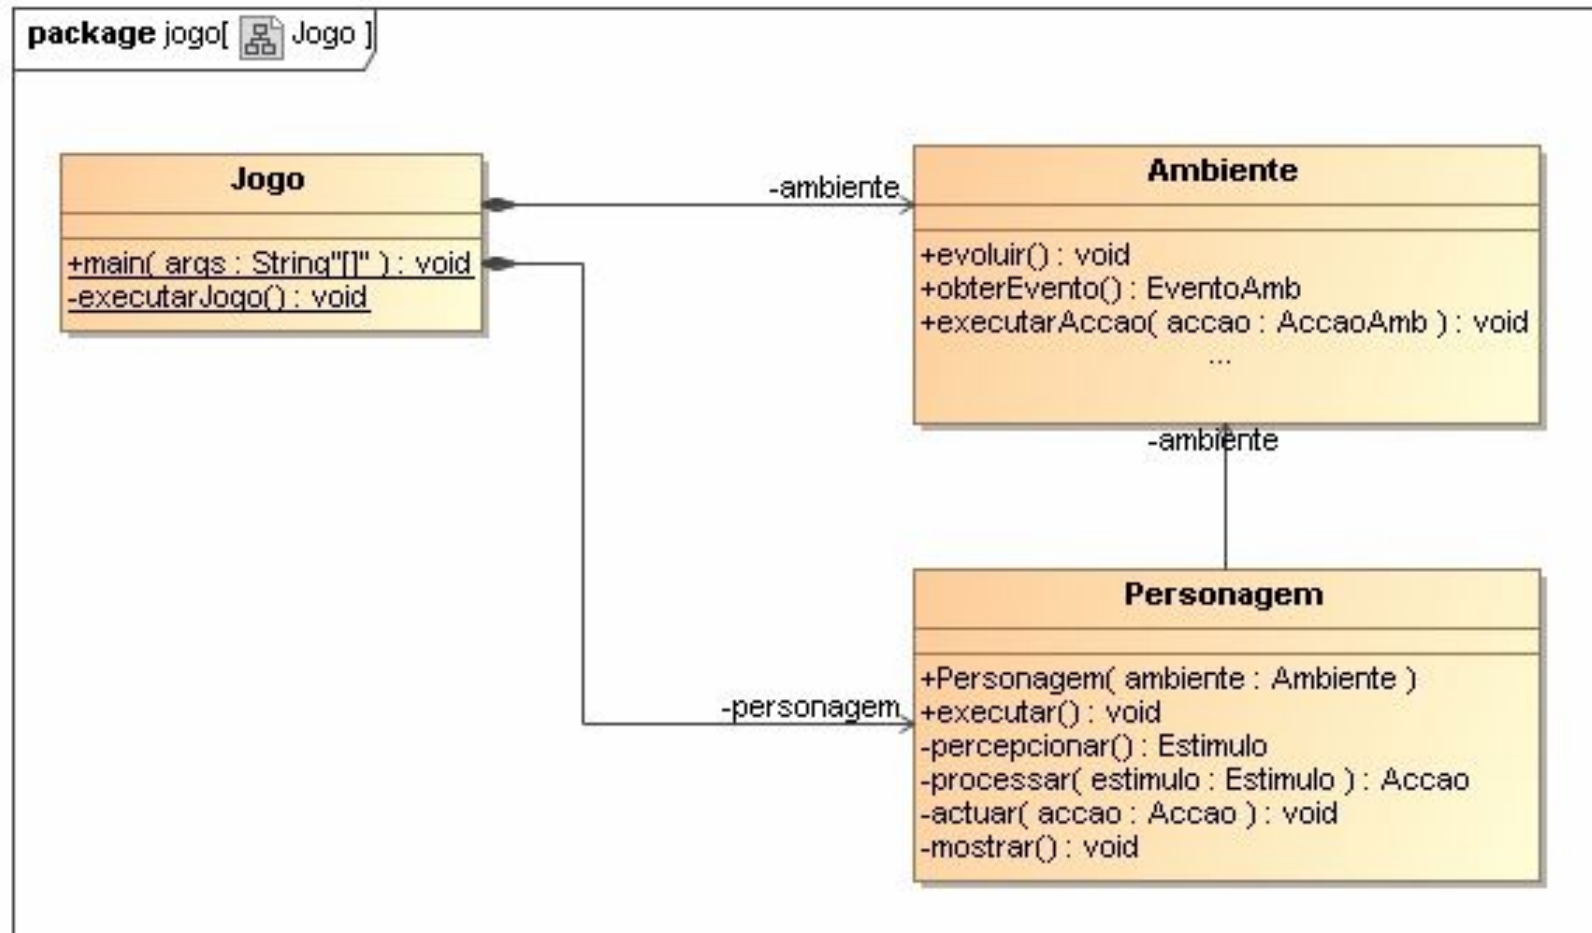 package jogo[ Jogo ]
Jogo
+main( args : String"[]" ) : void
-executarJogo() : void
-ambiente
Ambiente
+evoluir() : void
+obterEvento() : EventoAmb
+executarAccao( accao : AccaoAmb ) : void
...
-ambiente
-personagem
Personagem
+Personagem( ambiente : Ambiente )
+executar() : void
-percepcionar() : Estimulo
-processar( estimulo : Estimulo ) : Accao
-actuar( accao : Accao ) : void
-mostrar() : void